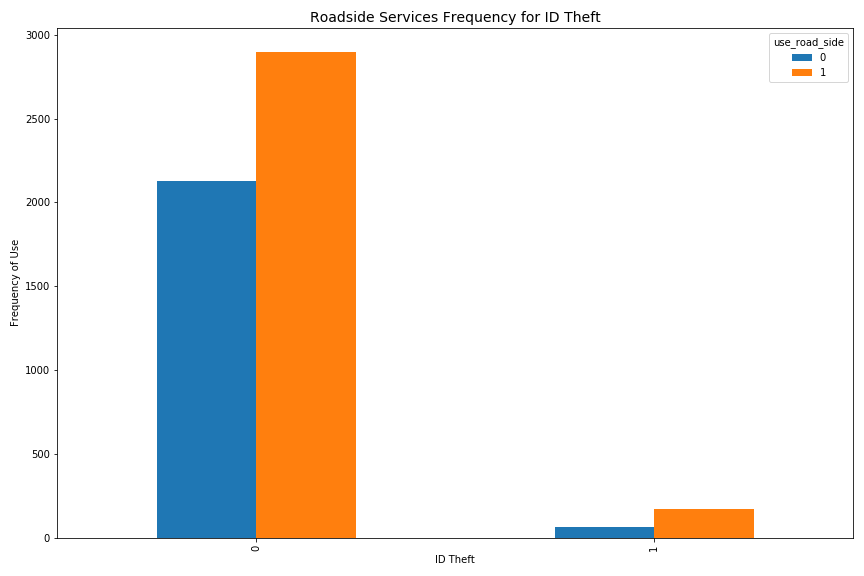 Roadside Services Frequency for ID Theft
use_road_side
0
1
3000
2500
2000
1500
1000
500
0
Frequency of Use
0
1
ID Theft